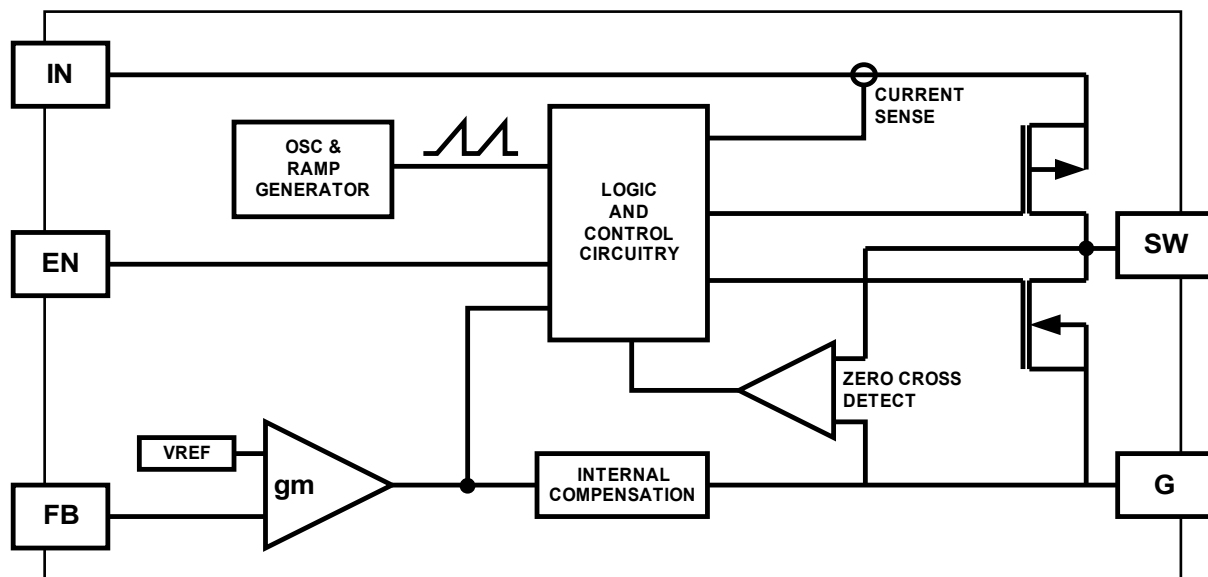 IN
CURRENT
SENSE
OSC &
RAMP
GENERATOR
LOGIC
AND
CONTROL
CIRCUITRY
EN
SW
ZERO CROSS
DETECT
VREF
gm
INTERNAL
COMPENSATION
FB
G